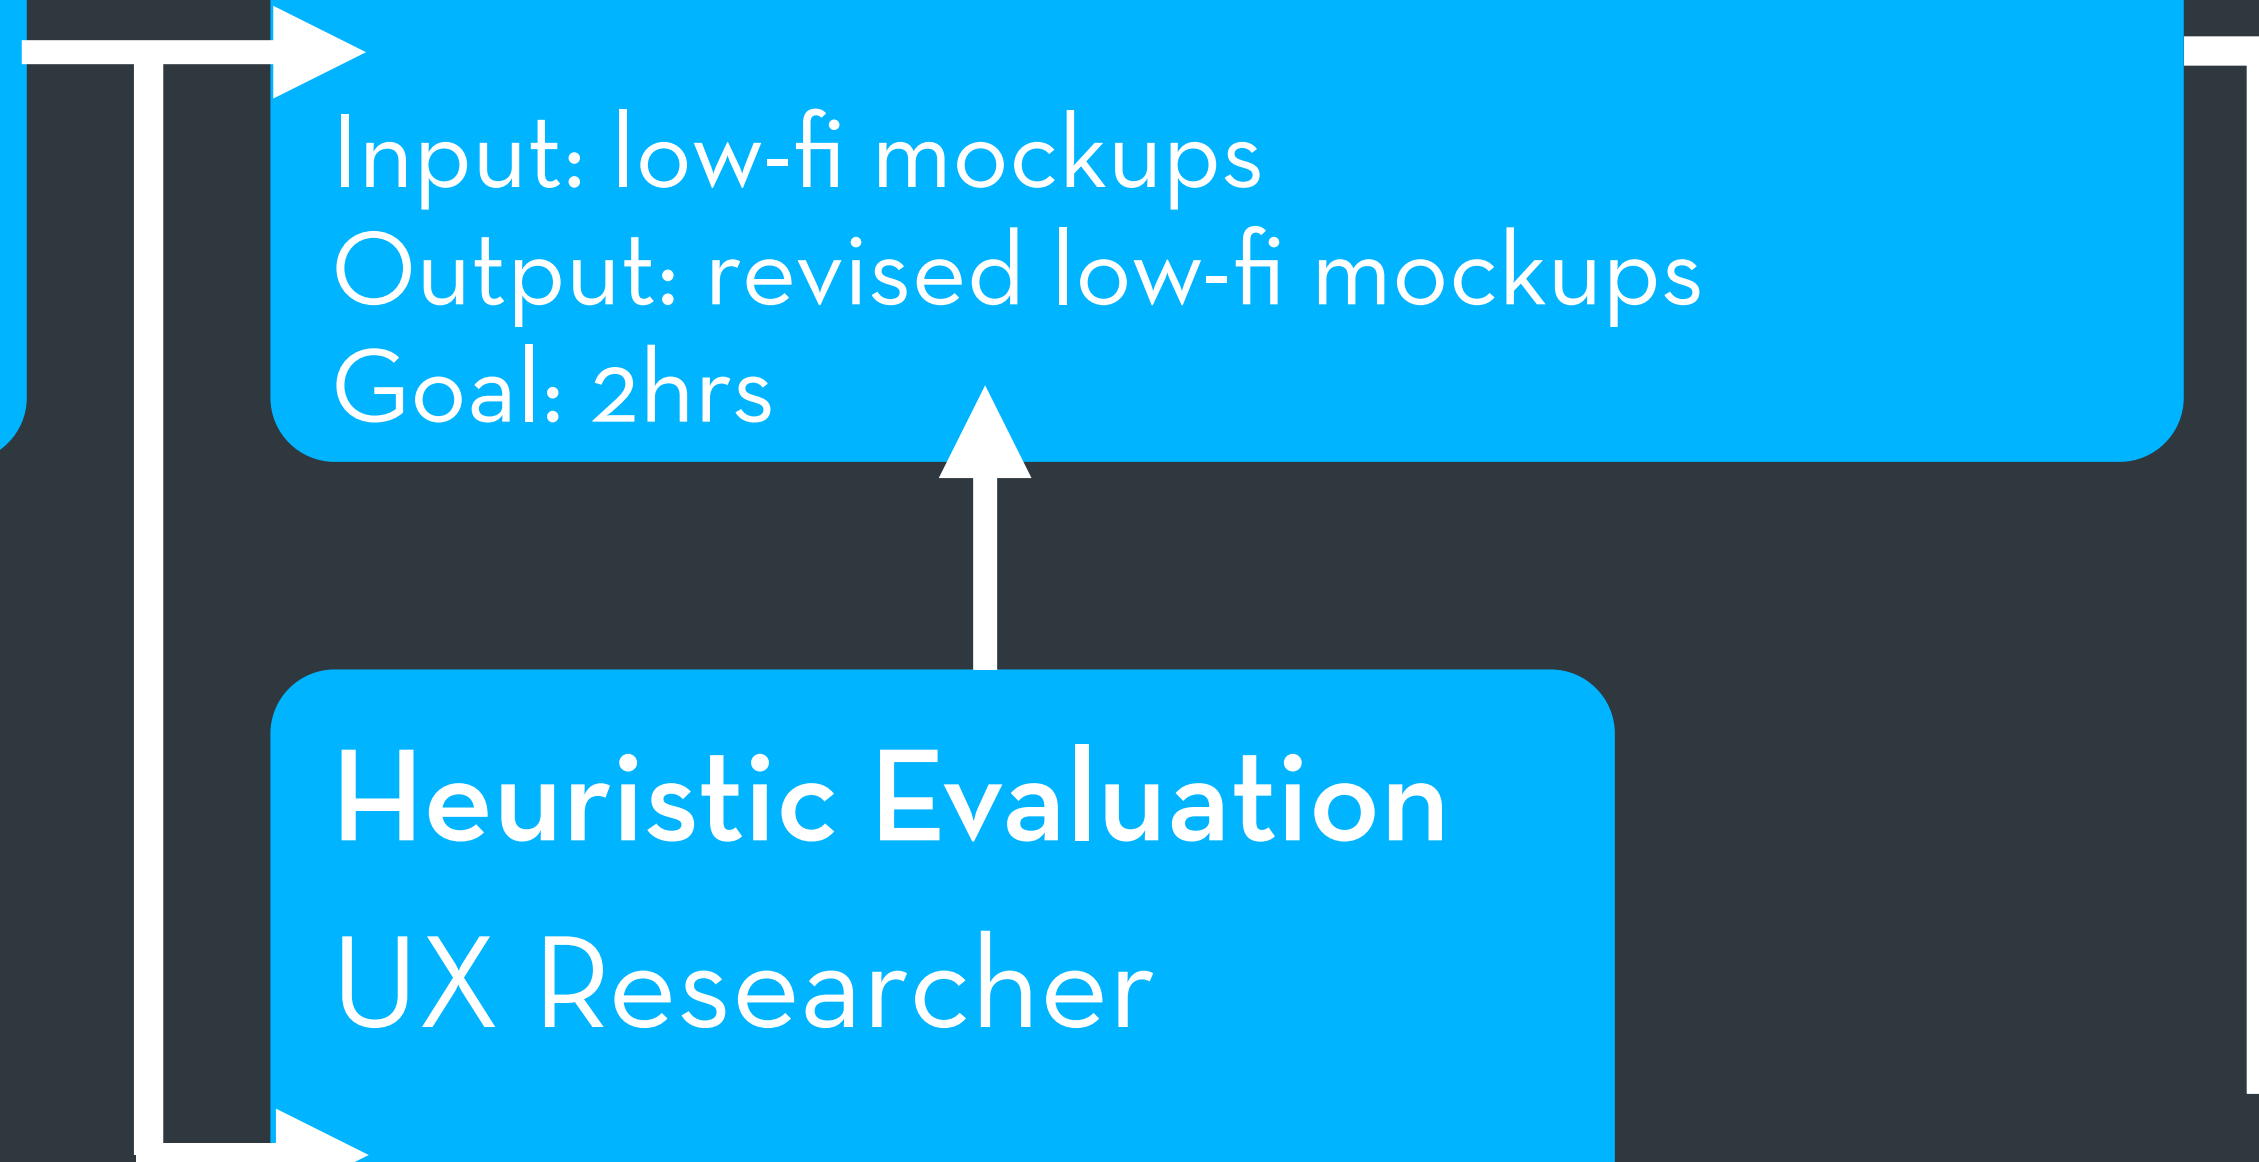 Input: low-fi mockups
Output: revised low-fi mockups
Goal: 2hrs
Heuristic Evaluation
UX Researcher